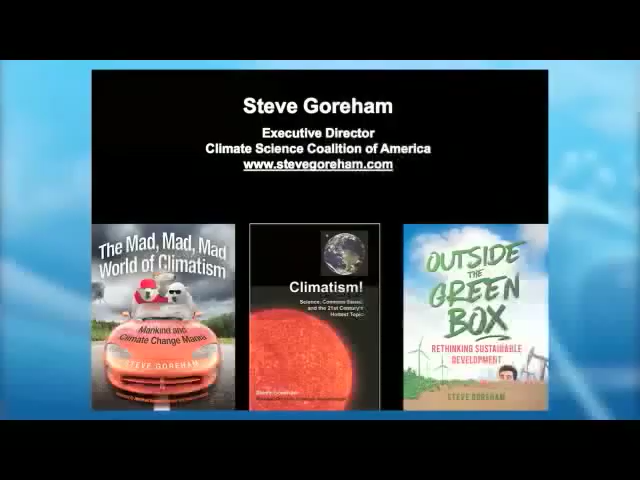 Steve Goreham
Executive Director
Climate Science Coalition of America
www.stevegoreham.com
The Mad, Mad, Mad
World of Climatism
Mankind and
Climate Change Mania
STEVE GOREHAM
Climatism!
Science, Common Sense,
and the 21st Century's
Hottest Topic
Steve Goreham
OUTSIDE
THE
GREEN
BOX
RETHINKING SUSTAINABLE
DEVELOPMENT
STEVE GOREHAM